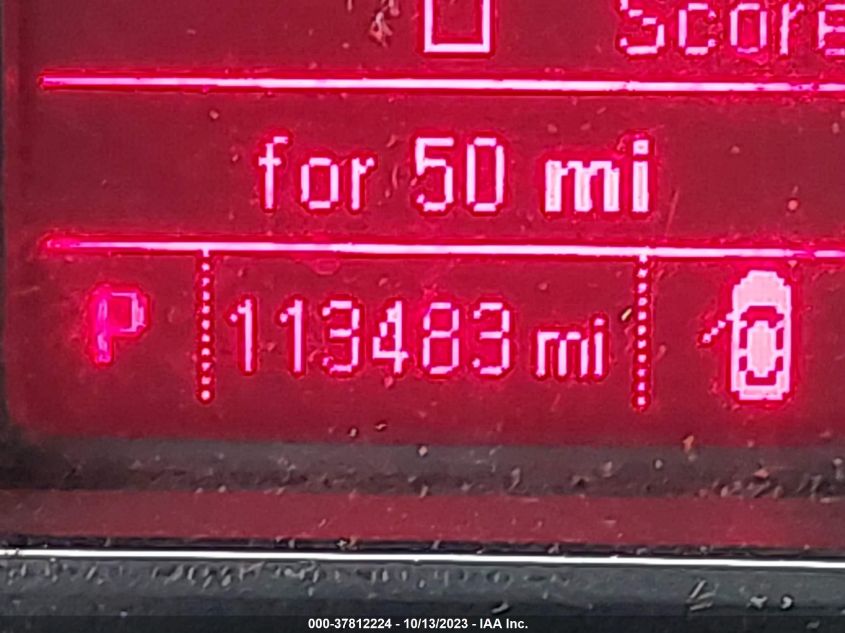 Score
for 50 mi
P 113483 mi
000-37812224 - 10/13/2023 - IAA Inc.